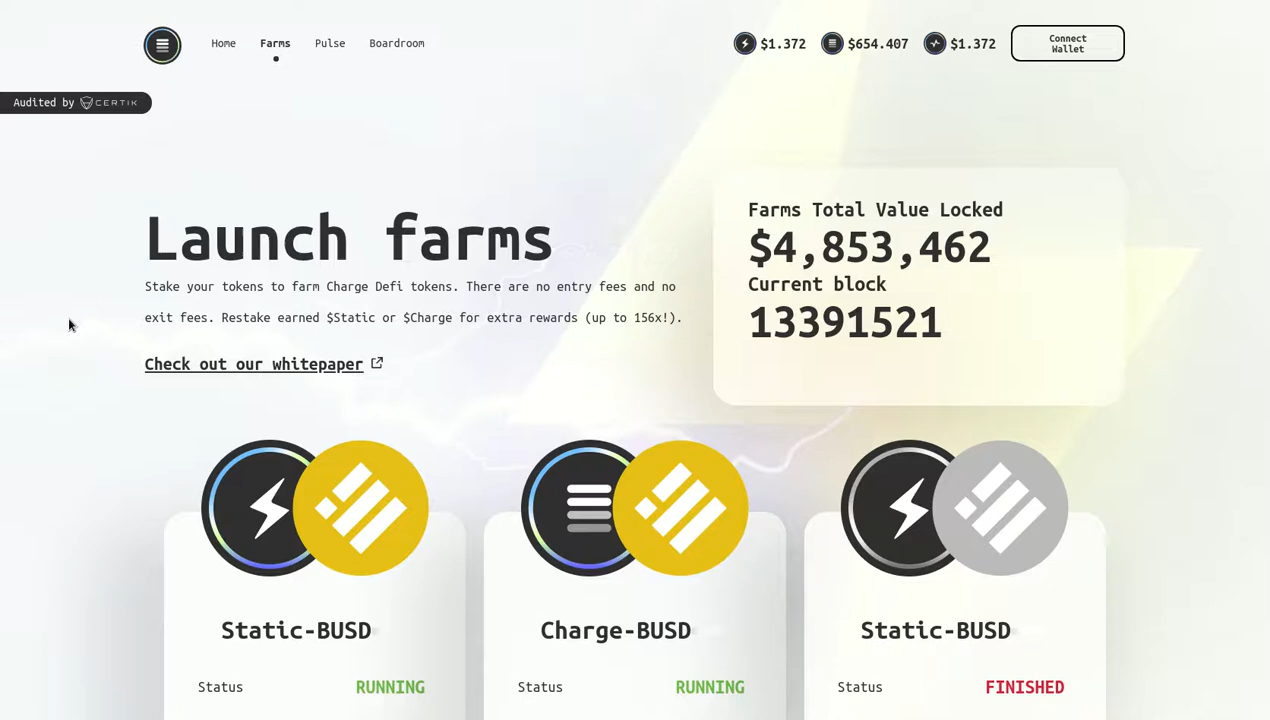 Home Farms Pulse Boardroom $1.372 $654.407 $1.372 Connect
Wallet
Audited by CERTIK
Launch farms
Stake your tokens to farm Charge Defi tokens. There are no entry fees and no
exit fees. Restake earned $Static or $Charge for extra rewards (up to 156x!).
Check out our whitepaper
Farms Total Value Locked
$4,853,462
Current block
13391521
Static-BUSD
Status RUNNING
Charge-BUSD
Status RUNNING
Static-BUSD
Status FINISHED